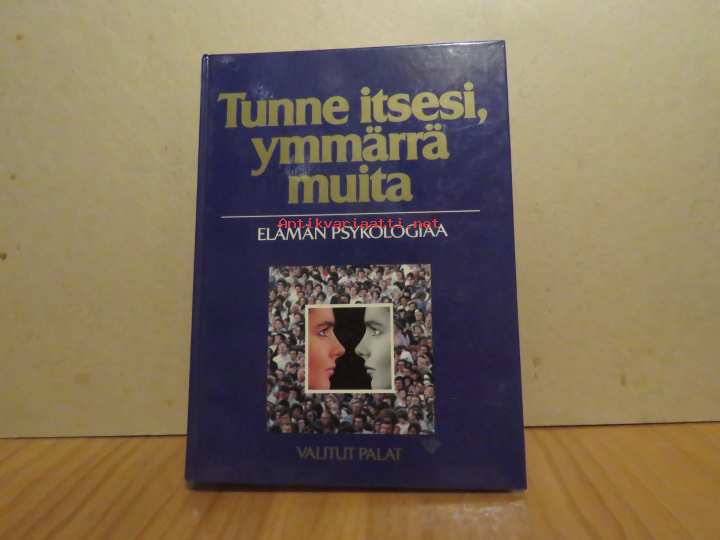 Tunne itsesi,
ymmärrä
muita
Antikvariaatti.net
ELÄMÄN PSYKOLOGIAA
VALITUT PALAT